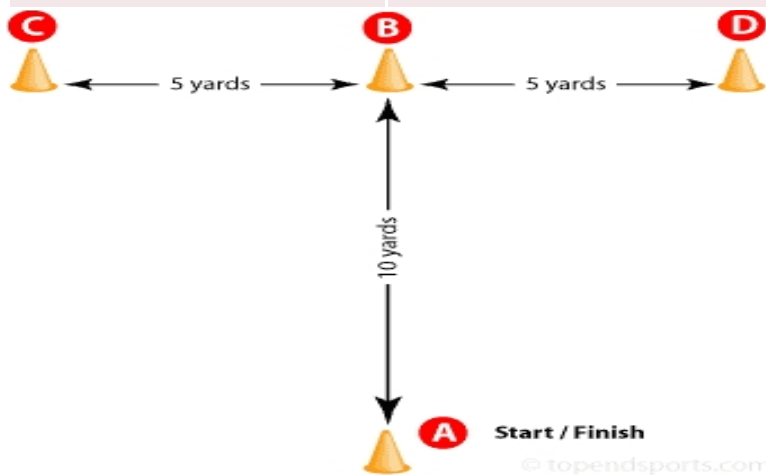 C B D
5 yards 5 yards
10 yards
A Start / Finish
© topendsports.com